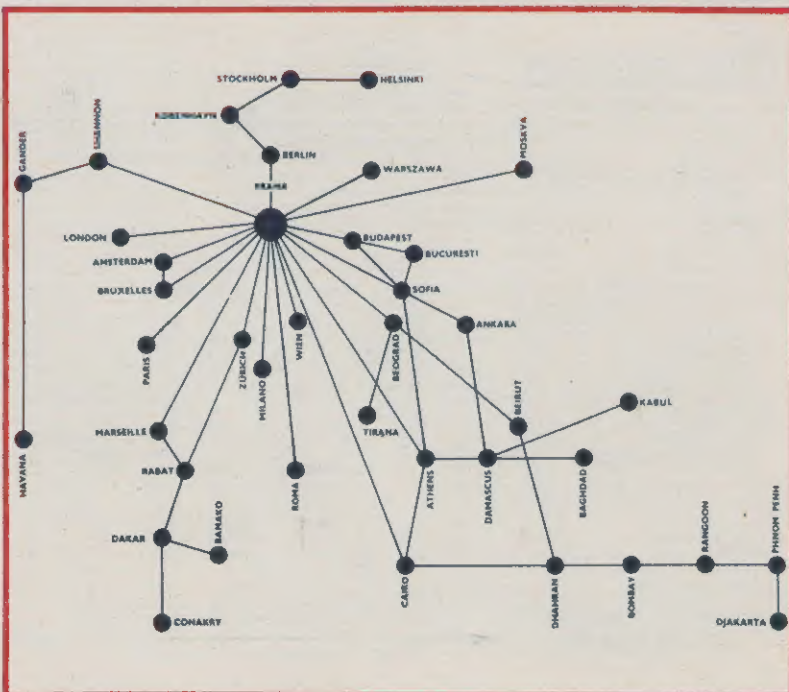 STOCKHOLM
HELSINKI
KØBENHAVN
SHANNON
GANDER
BERLIN
MOSKVA
WARSZAWA
PRAHA
LONDON
BUDAPEST
BUCURESTI
AMSTERDAM
BRUXELLES
SOFIA
ANKARA
PARIS
ZÜRICH
MILANO
WIEN
BEOGRAD
BEIRUT
KABUL
TIRANA
MARSEILLE
HAVANA
RABAT
ROMA
ATHENS
DAMASCUS
BAGHDAD
DAKAR
BAMAKO
CAIRO
DHAHRAN
BOMBAY
RANGOON
PHNOM PENH
CONAKRY
DJAKARTA